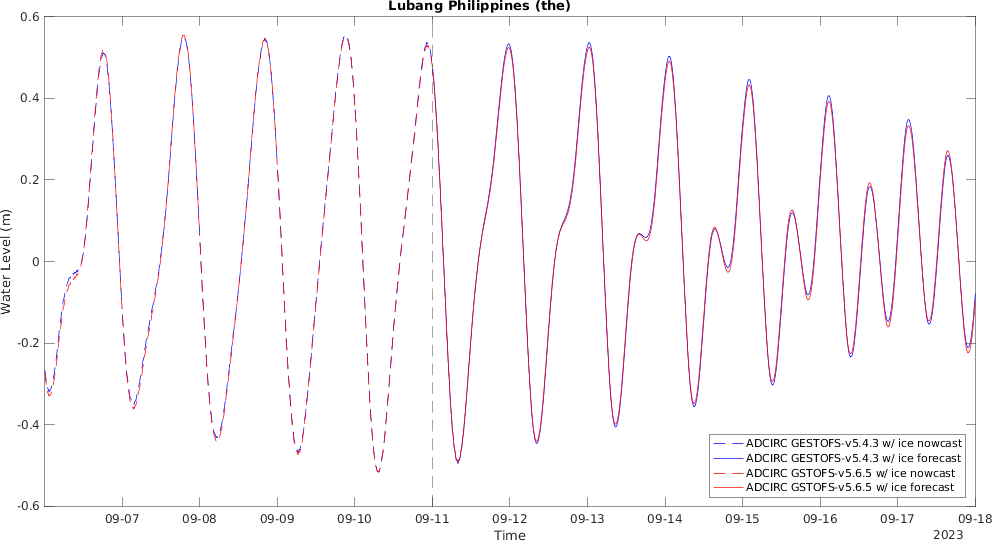 Lubang Philippines (the)
0.6
0.4
0.2
0
-0.2
-0.4
-0.6
Water Level (m)
09-07 09-08 09-09 09-10 09-11 09-12 09-13 09-14 09-15 09-16 09-17 09-18
Time
2023
ADCIRC GESTOFS-v5.4.3 w/ ice nowcast
ADCIRC GESTOFS-v5.4.3 w/ ice forecast
ADCIRC GSTOFS-v5.6.5 w/ ice nowcast
ADCIRC GSTOFS-v5.6.5 w/ ice forecast